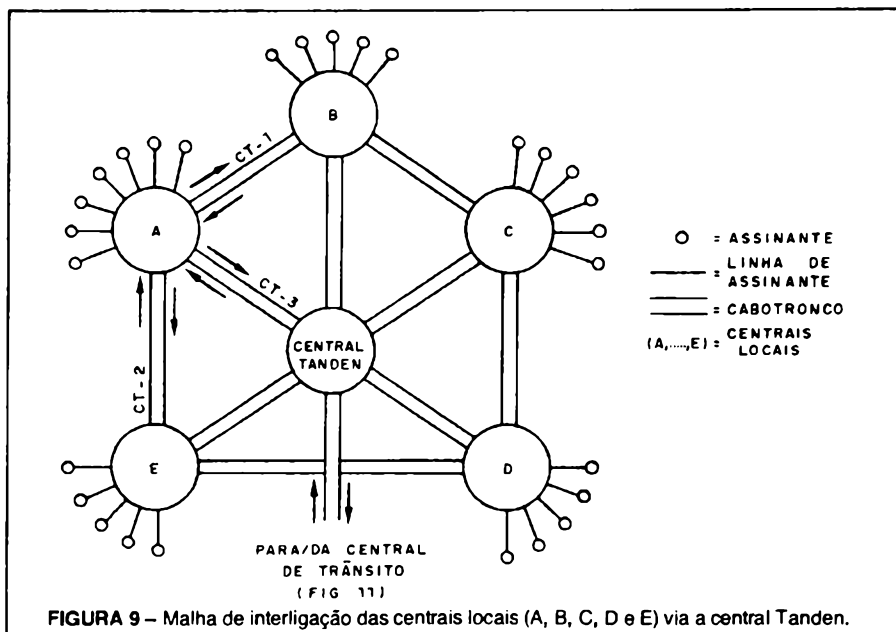 B
CT-1
A
C
CT-3
CENTRAL
TANDEN
CT-2
E
D
PARA/DA CENTRAL
DE TRÂNSITO
(FIG 11)
= ASSINANTE
= LINHA DE
ASSINANTE
= CABOTRONCO
(A,....,E) = CENTRAIS
LOCAIS
FIGURA 9 – Malha de interligação das centrais locais (A, B, C, D e E) via a central Tanden.